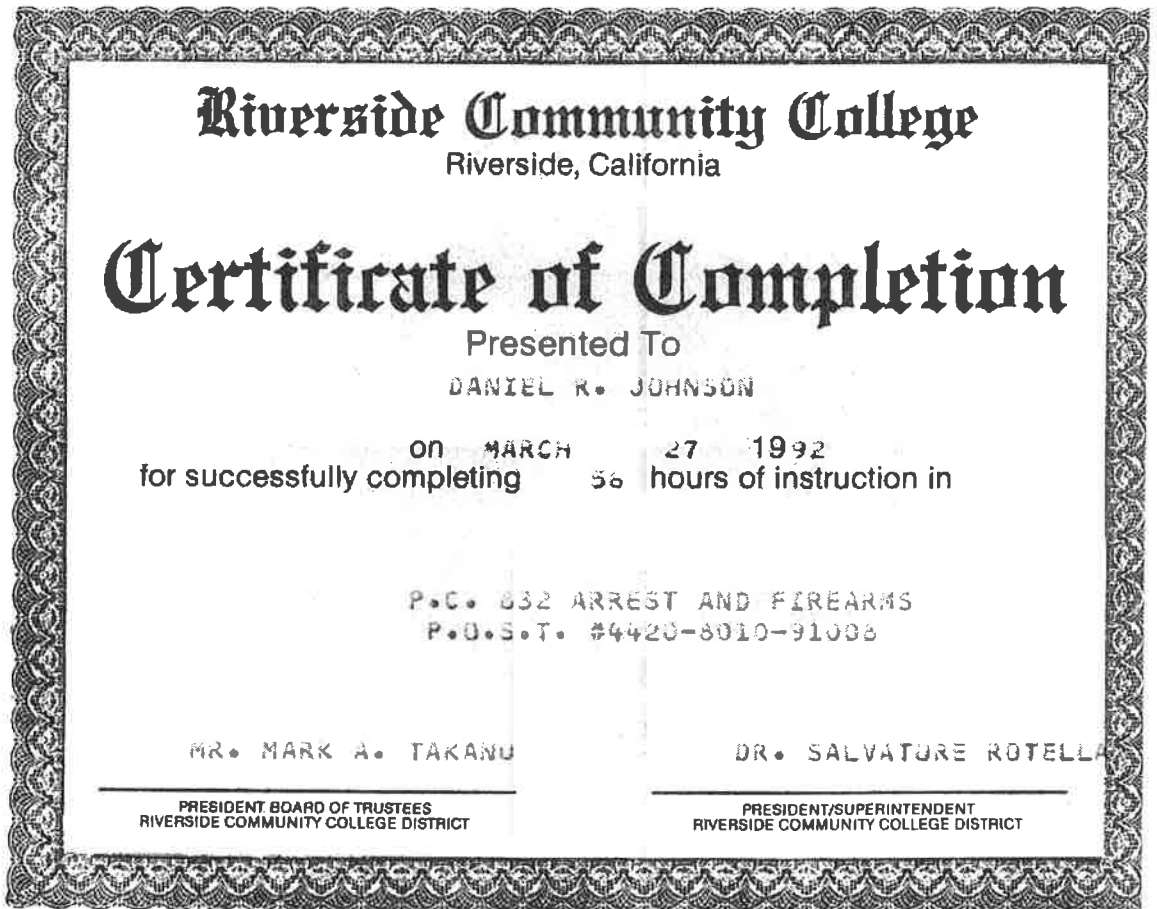 Riverside Community College
Riverside, California
Certificate of Completion
Presented To
DANIEL R. JOHNSON
on MARCH 27 1992
for successfully completing 56 hours of instruction in
P.C. 832 ARREST AND FIREARMS
P.O.S.T. #4420-8010-91008
MR. MARK A. TAKANO
DR. SALVATORE ROTELLA
PRESIDENT BOARD OF TRUSTEES
RIVERSIDE COMMUNITY COLLEGE DISTRICT
PRESIDENT/SUPERINTENDENT
RIVERSIDE COMMUNITY COLLEGE DISTRICT